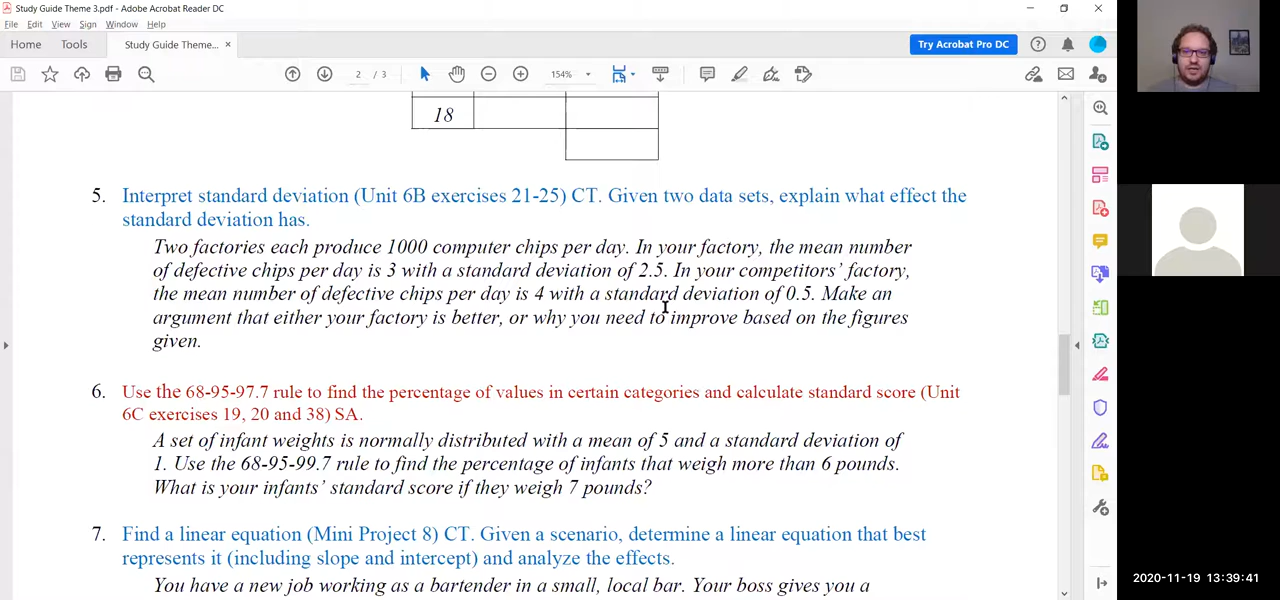 Study Guide Theme 3.pdf - Adobe Acrobat Reader DC
File Edit View Sign Window Help
Home Tools Study Guide Theme... × Try Acrobat Pro DC
2 / 3 154%
18
5. Interpret standard deviation (Unit 6B exercises 21-25) CT. Given two data sets, explain what effect the
standard deviation has.
Two factories each produce 1000 computer chips per day. In your factory, the mean number
of defective chips per day is 3 with a standard deviation of 2.5. In your competitors' factory,
the mean number of defective chips per day is 4 with a standard deviation of 0.5. Make an
argument that either your factory is better, or why you need to improve based on the figures
given.
6. Use the 68-95-97.7 rule to find the percentage of values in certain categories and calculate standard score (Unit
6C exercises 19, 20 and 38) SA.
A set of infant weights is normally distributed with a mean of 5 and a standard deviation of
1. Use the 68-95-99.7 rule to find the percentage of infants that weigh more than 6 pounds.
What is your infants' standard score if they weigh 7 pounds?
7. Find a linear equation (Mini Project 8) CT. Given a scenario, determine a linear equation that best
represents it (including slope and intercept) and analyze the effects.
You have a new job working as a bartender in a small, local bar. Your boss gives you a
2020-11-19 13:39:41